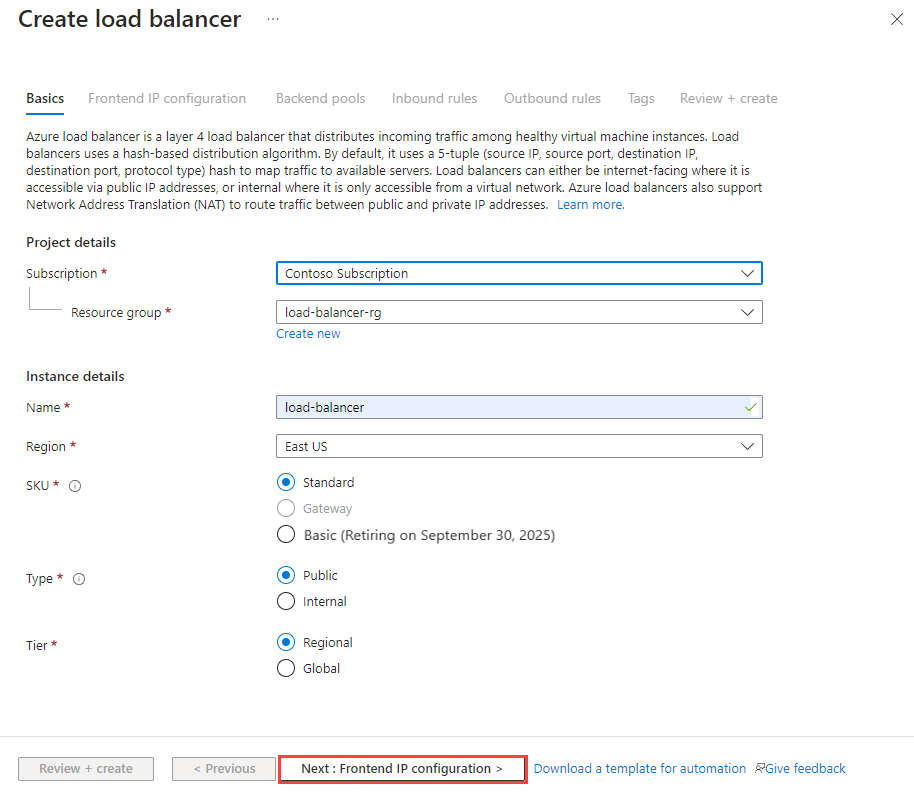 Create load balancer ...
Basics Frontend IP configuration Backend pools Inbound rules Outbound rules Tags Review + create
Azure load balancer is a layer 4 load balancer that distributes incoming traffic among healthy virtual machine instances. Load
balancers uses a hash-based distribution algorithm. By default, it uses a 5-tuple (source IP, source port, destination IP,
destination port, protocol type) hash to map traffic to available servers. Load balancers can either be internet-facing where it is
accessible via public IP addresses, or internal where it is only accessible from a virtual network. Azure load balancers also support
Network Address Translation (NAT) to route traffic between public and private IP addresses. Learn more.
Project details
Subscription * Contoso Subscription
Resource group * load-balancer-rg
Create new
Instance details
Name * load-balancer
Region * East US
SKU * Standard
Gateway
Basic (Retiring on September 30, 2025)
Type * Public
Internal
Tier * Regional
Global
Review + create < Previous Next : Frontend IP configuration > Download a template for automation Give feedback